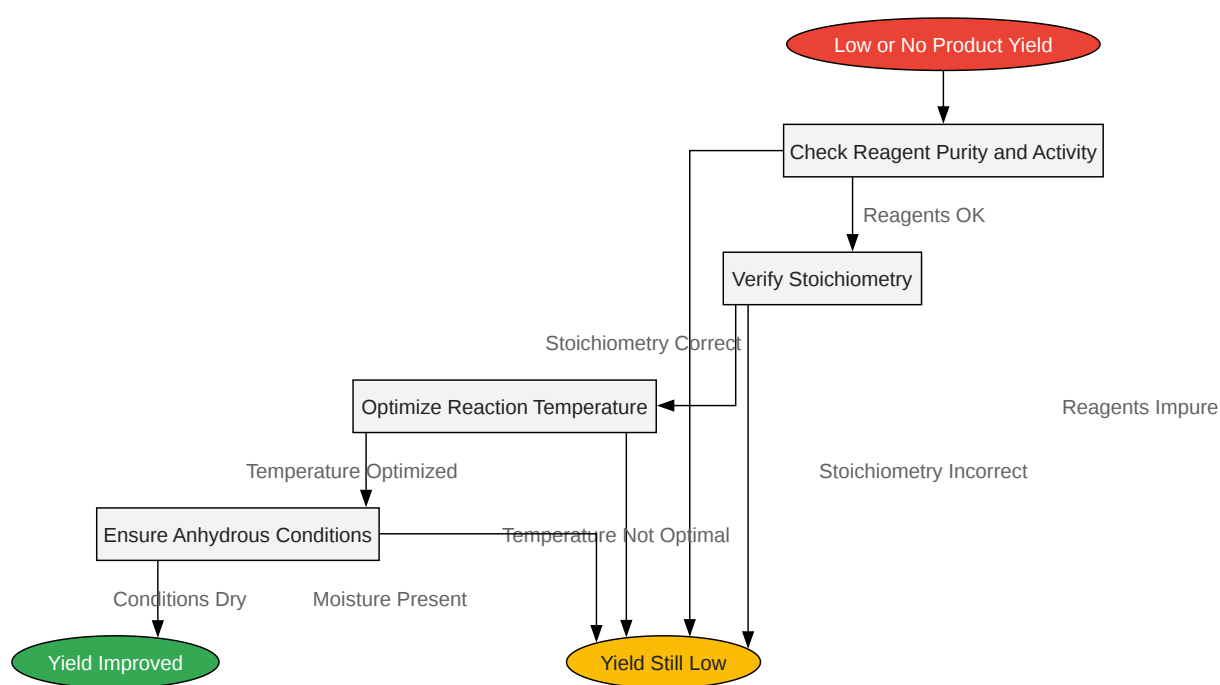 Low or No Product Yield
Check Reagent Purity and Activity
Reagents OK
Verify Stoichiometry
Stoichiometry Correct
Optimize Reaction Temperature
Reagents Impure
Temperature Optimized
Stoichiometry Incorrect
Ensure Anhydrous Conditions
Temperature Not Optimal
Conditions Dry
Moisture Present
Yield Improved
Yield Still Low